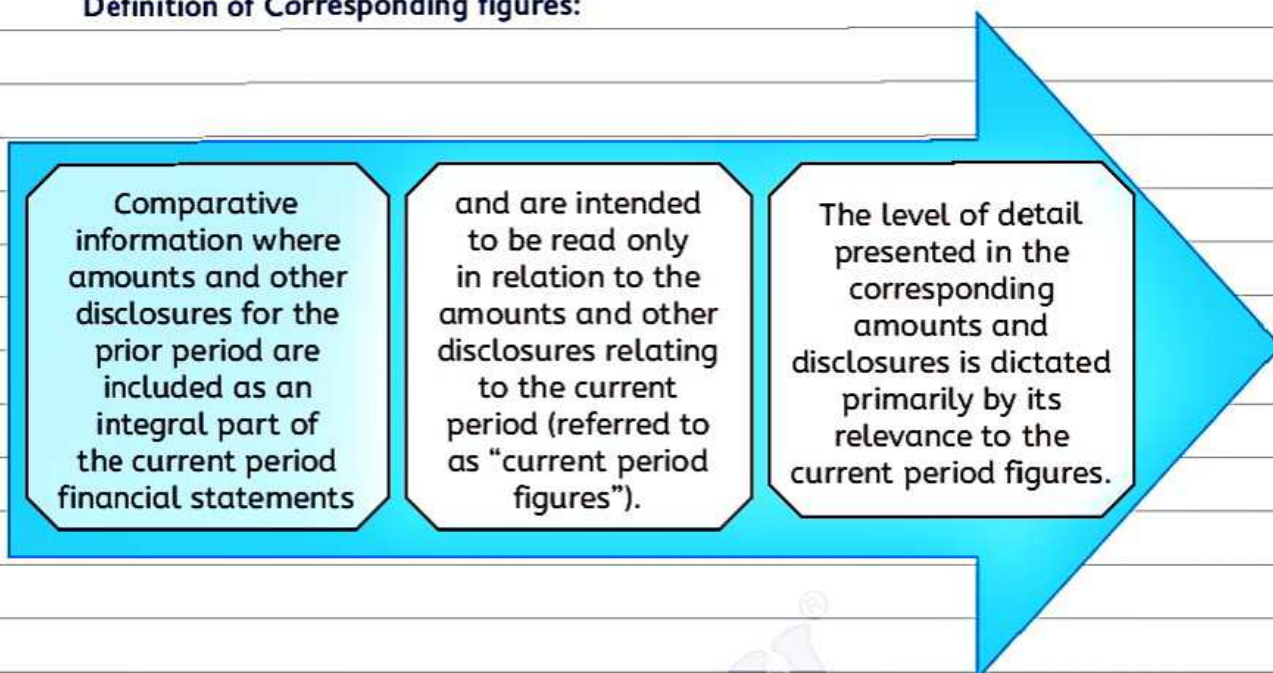 Definition of Corresponding figures:
Comparative
information where
amounts and other
disclosures for the
prior period are
included as an
integral part of
the current period
financial statements
and are intended
to be read only
in relation to the
amounts and other
disclosures relating
to the current
period (referred to
as “current period
figures”).
The level of detail
presented in the
corresponding
amounts and
disclosures is dictated
primarily by its
relevance to the
current period figures.
®